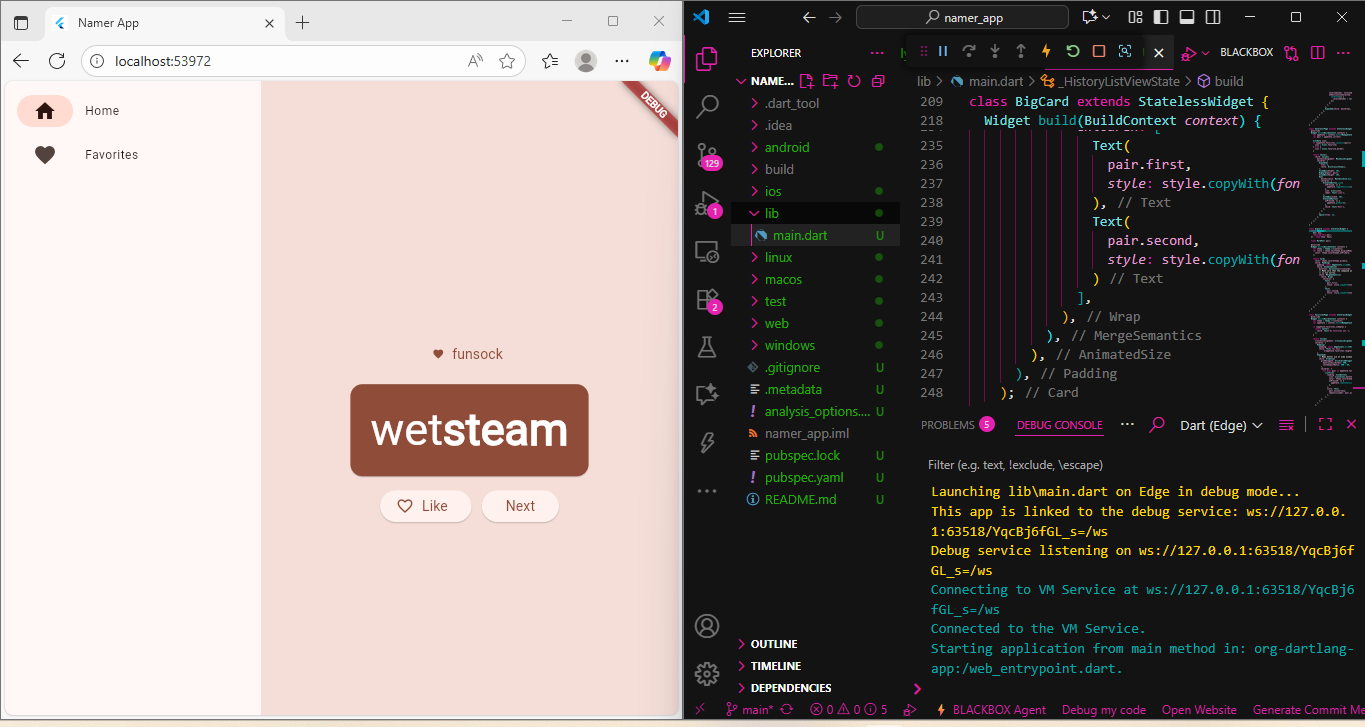 Namer App
localhost:53972
Home
Favorites
DEBUG
funsock
wetsteam
Like
Next
namer_app
EXPLORER
BLACKBOX
NAME...
lib > main.dart > _HistoryListViewState > build
.dart_tool
.idea
android
build
ios
lib
main.dart U
linux
macos
test
web
windows
.gitignore U
.metadata U
analysis_options.... U
namer_app.iml
pubspec.lock U
pubspec.yaml U
README.md U
129
1
2
OUTLINE
TIMELINE
DEPENDENCIES
209 class BigCard extends StatelessWidget {
218 Widget build(BuildContext context) {
235 Text(
236 pair.first,
237 style: style.copyWith(fon
238 ), // Text
239 Text(
240 pair.second,
241 style: style.copyWith(fon
242 ) // Text
243 ],
244 ), // Wrap
245 ), // MergeSemantics
246 ), // AnimatedSize
247 ), // Padding
248 ); // Card
PROBLEMS 5 DEBUG CONSOLE ... Dart (Edge)
Filter (e.g. text, !exclude, \escape)
Launching lib\main.dart on Edge in debug mode...
This app is linked to the debug service: ws://127.0.0.
1:63518/YqcBj6fGL_s=/ws
Debug service listening on ws://127.0.0.1:63518/YqcBj6f
GL_s=/ws
Connecting to VM Service at ws://127.0.0.1:63518/YqcBj6
fGL_s=/ws
Connected to the VM Service.
Starting application from main method in: org-dartlang-
app:/web_entrypoint.dart.
main* 0 0 5 BLACKBOX Agent Debug my code Open Website Generate Commit Me